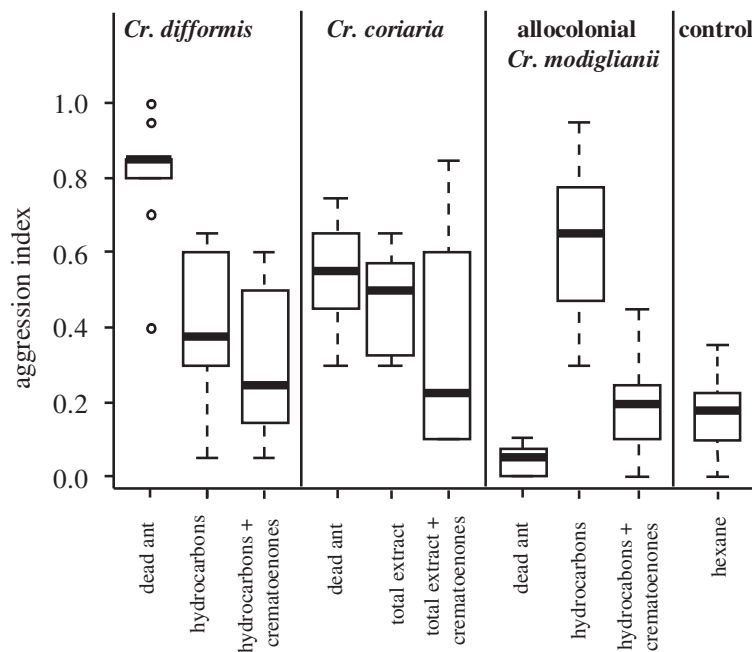 Cr. difformis
Cr. coriaria
allocolonial
Cr. modiglianii
control
aggression index
1.0
0.8
0.6
0.4
0.2
0.0
dead ant
hydrocarbons
hydrocarbons +
crematoenones
dead ant
total extract
total extract +
crematoenones
dead ant
hydrocarbons
hydrocabons +
crematoenones
hexane